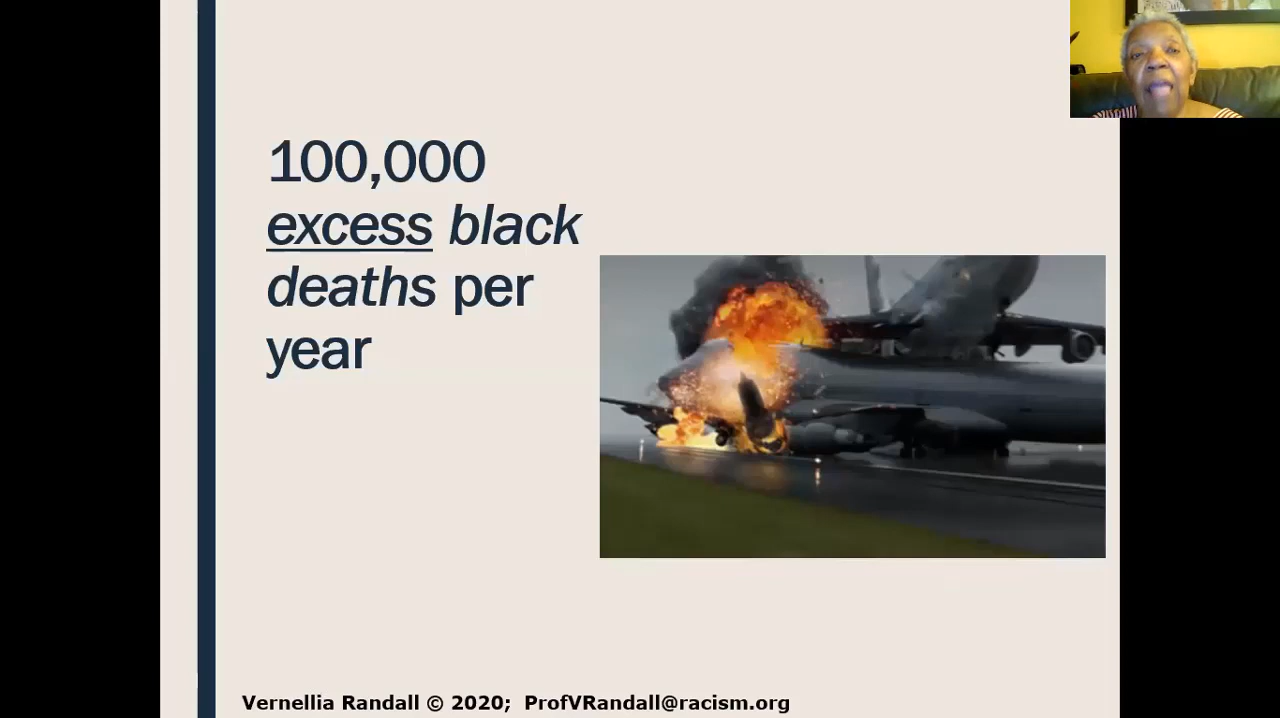 100,000
excess black
deaths per
year
Vernellia Randall © 2020; ProfVRandall@racism.org